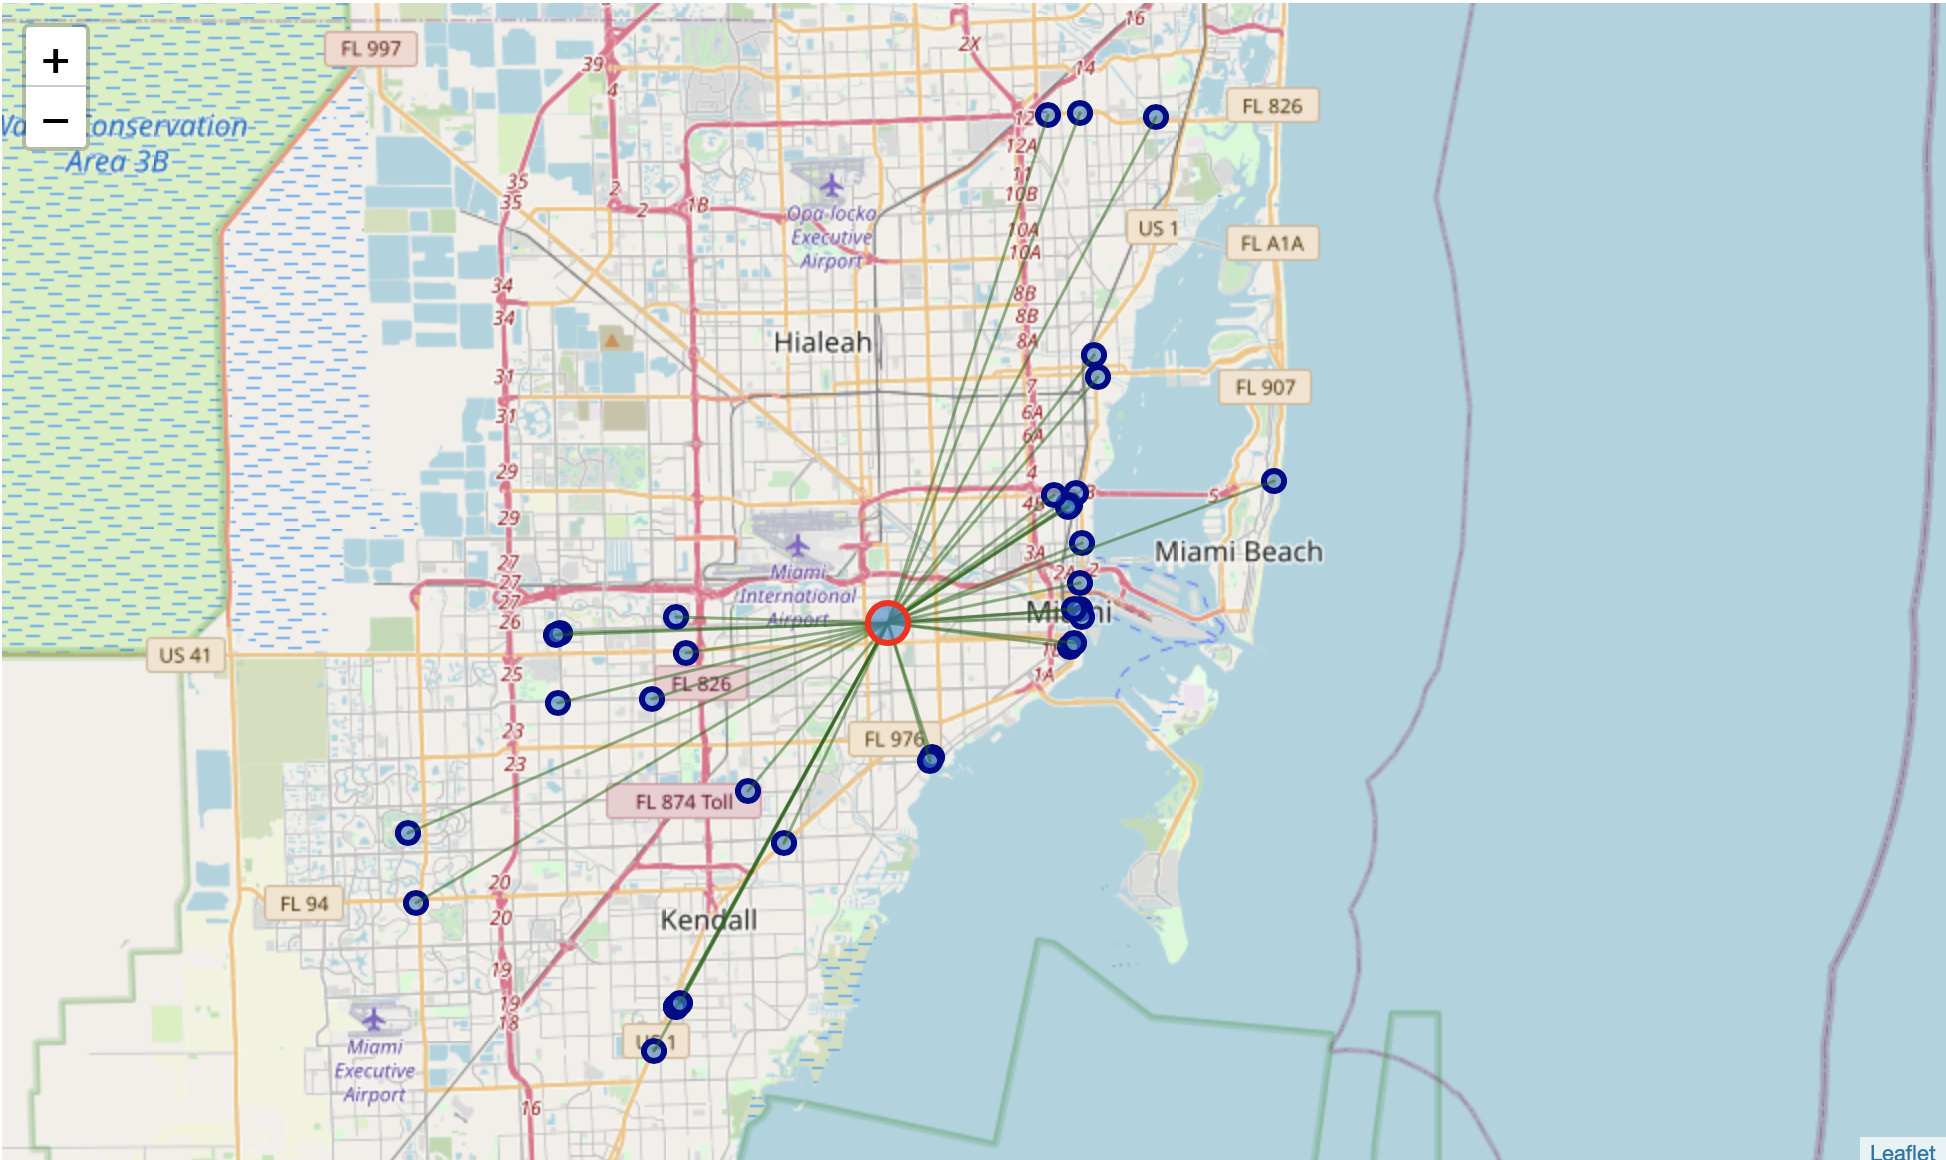 +
−
FL 997
16
2X
39
14
4
onservation
Area 3B
FL 826
12
12A
11
35
35
2
2
1B
10B
Opa-locka
Executive
Airport
10A
10A
US 1
FL A1A
34
34
8B
8B
8A
Hialeah
31
31
7
6A
6A
FL 907
29
29
4
4B
3
5
3A
2A
2
Miami Beach
27
27
27
26
Miami
International
Airport
US 41
25
FL 826
1A
23
23
FL 976
FL 874 Toll
20
20
FL 94
Kendall
19
19
18
US 1
Miami
Executive
Airport
16
Leaflet